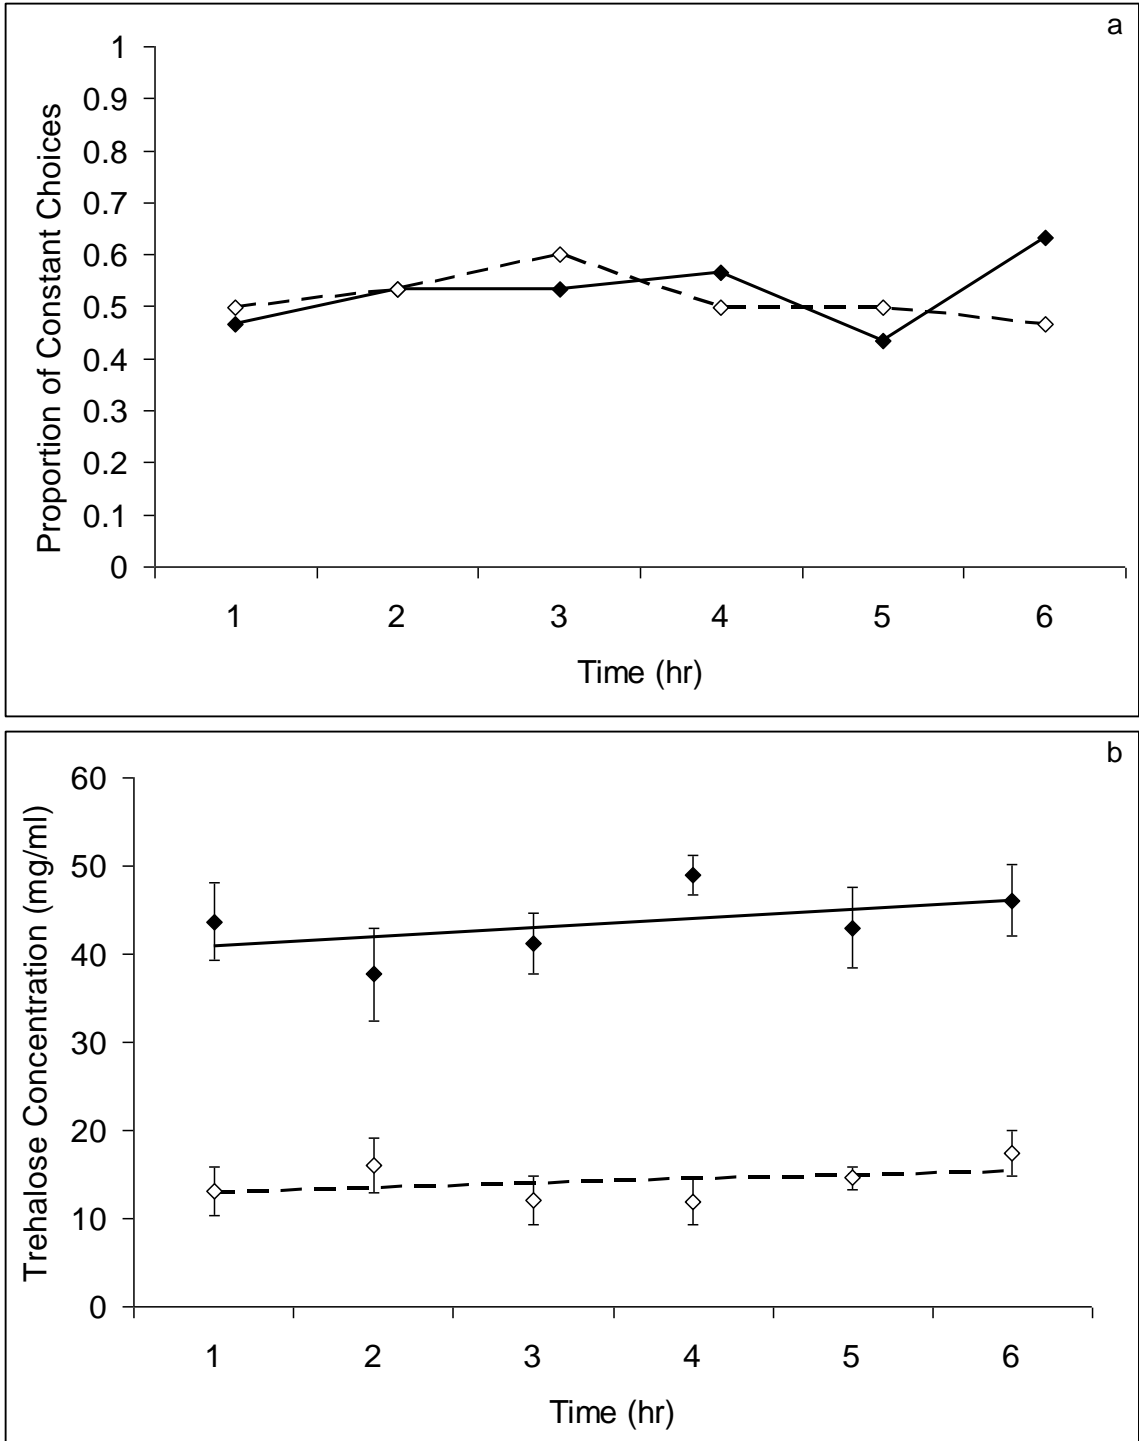 a
1
0.9
0.8
0.7
0.6
0.5
0.4
0.3
0.2
0.1
0
Proportion of Constant Choices
1 2 3 4 5 6
Time (hr)
b
60
50
40
30
20
10
0
Trehalose Concentration (mg/ml)
1 2 3 4 5 6
Time (hr)